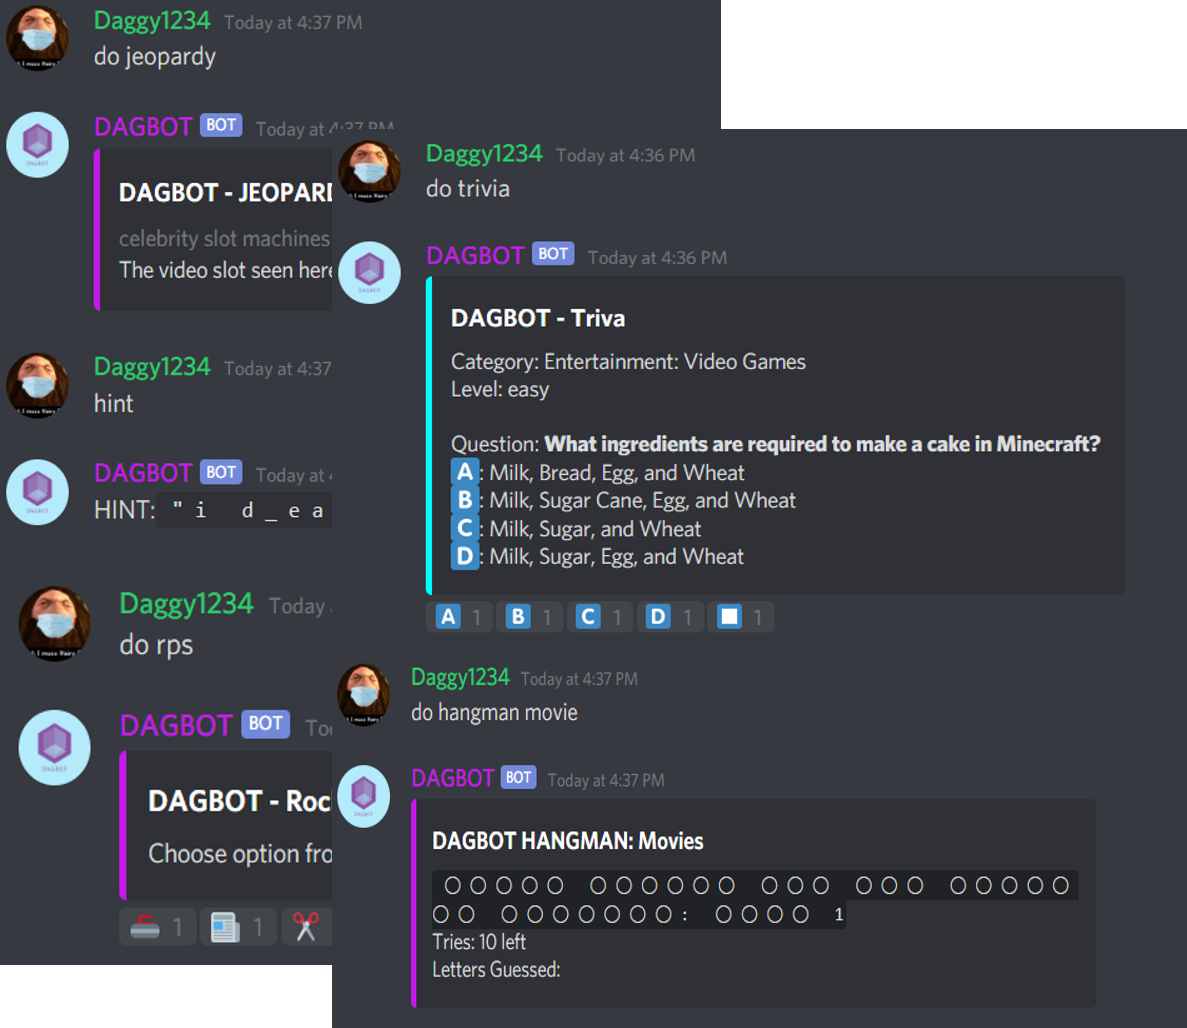 Daggy1234 Today at 4:37 PM
do jeopardy
DAGBOT BOT Today at 4:37 PM
DAGBOT - JEOPARD
celebrity slot machines
The video slot seen here
Daggy1234 Today at 4:37
hint
DAGBOT BOT Today at
HINT: " i d _ e a
Daggy1234 Today
do rps
DAGBOT BOT To
DAGBOT - Roc
Choose option fro
1 1
Daggy1234 Today at 4:36 PM
do trivia
DAGBOT BOT Today at 4:36 PM
DAGBOT - Triva
Category: Entertainment: Video Games
Level: easy
Question: What ingredients are required to make a cake in Minecraft?
A: Milk, Bread, Egg, and Wheat
B: Milk, Sugar Cane, Egg, and Wheat
C: Milk, Sugar, and Wheat
D: Milk, Sugar, Egg, and Wheat
A 1 B 1 C 1 D 1 1
Daggy1234 Today at 4:37 PM
do hangman movie
DAGBOT BOT Today at 4:37 PM
DAGBOT HANGMAN: Movies
○○○○○ ○○○○○○ ○○○ ○○○ ○○○○○
○○ ○○○○○○○: ○○○○ 1
Tries: 10 left
Letters Guessed: